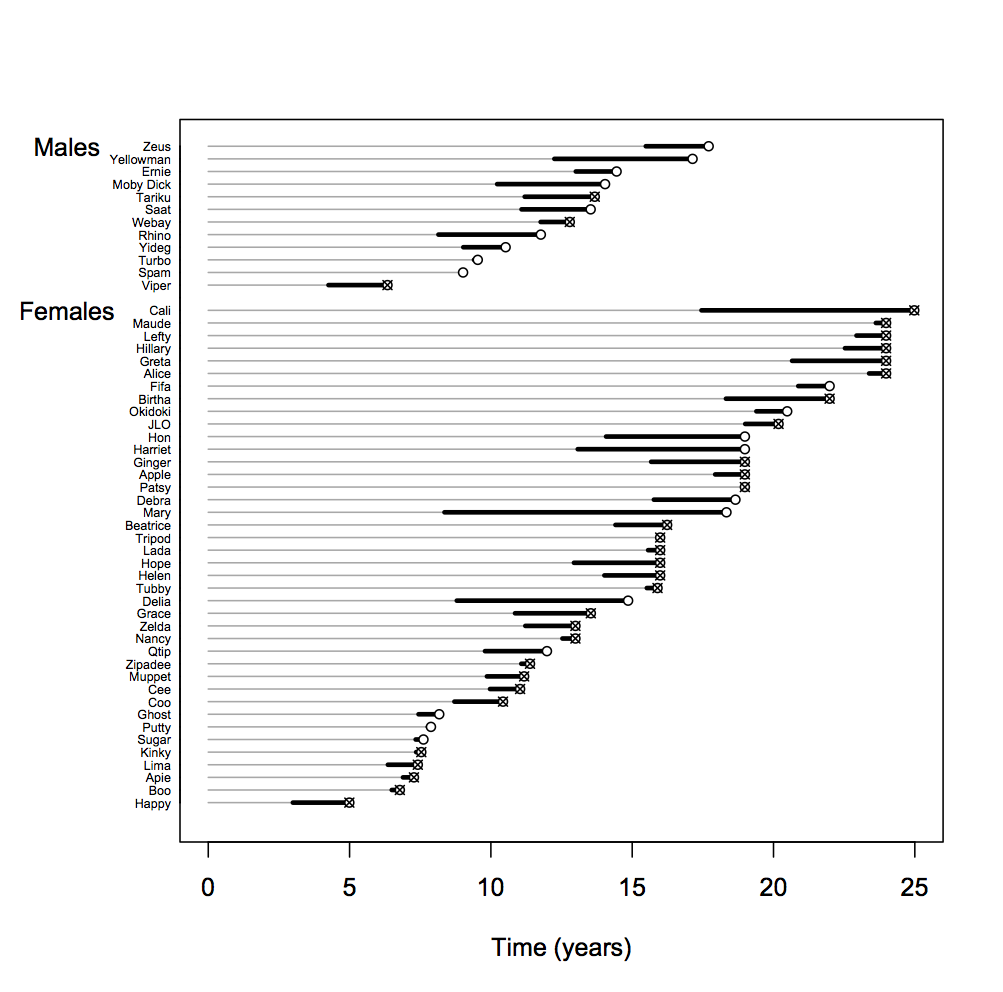 Males
Zeus
Yellowman
Ernie
Moby Dick
Tariku
Saat
Webay
Rhino
Yideg
Turbo
Spam
Viper
Females
Cali
Maude
Lefty
Hillary
Greta
Alice
Fifa
Birtha
Okidoki
JLO
Hon
Harriet
Ginger
Apple
Patsy
Debra
Mary
Beatrice
Tripod
Lada
Hope
Helen
Tubby
Delia
Grace
Zelda
Nancy
Qtip
Zipadee
Muppet
Cee
Coo
Ghost
Putty
Sugar
Kinky
Lima
Apie
Boo
Happy
0 5 10 15 20 25
Time (years)